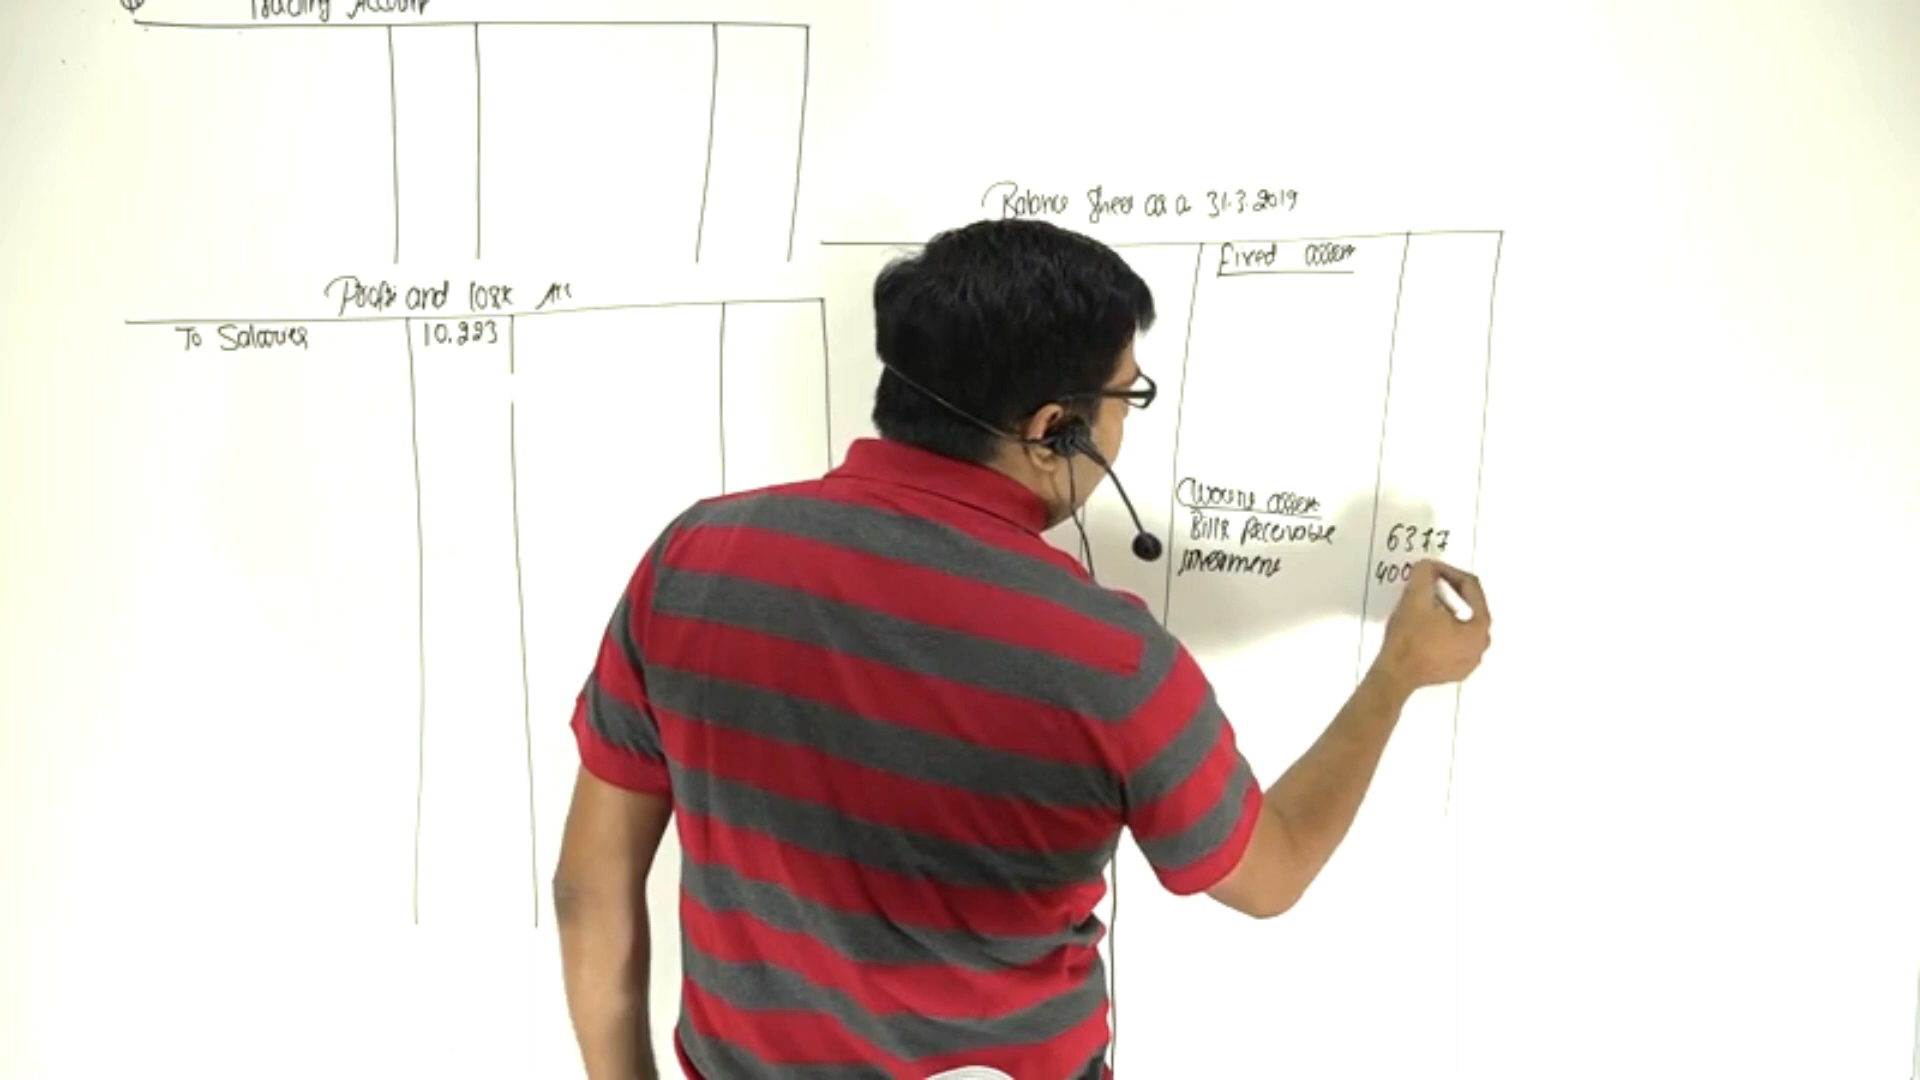 Trading Account
Balance Sheet as a 31.3.2019
Fixed assets
Profit and loss A/c
To Salaries 10,223
Current assets
Bills Receivable 6377
Investment 400